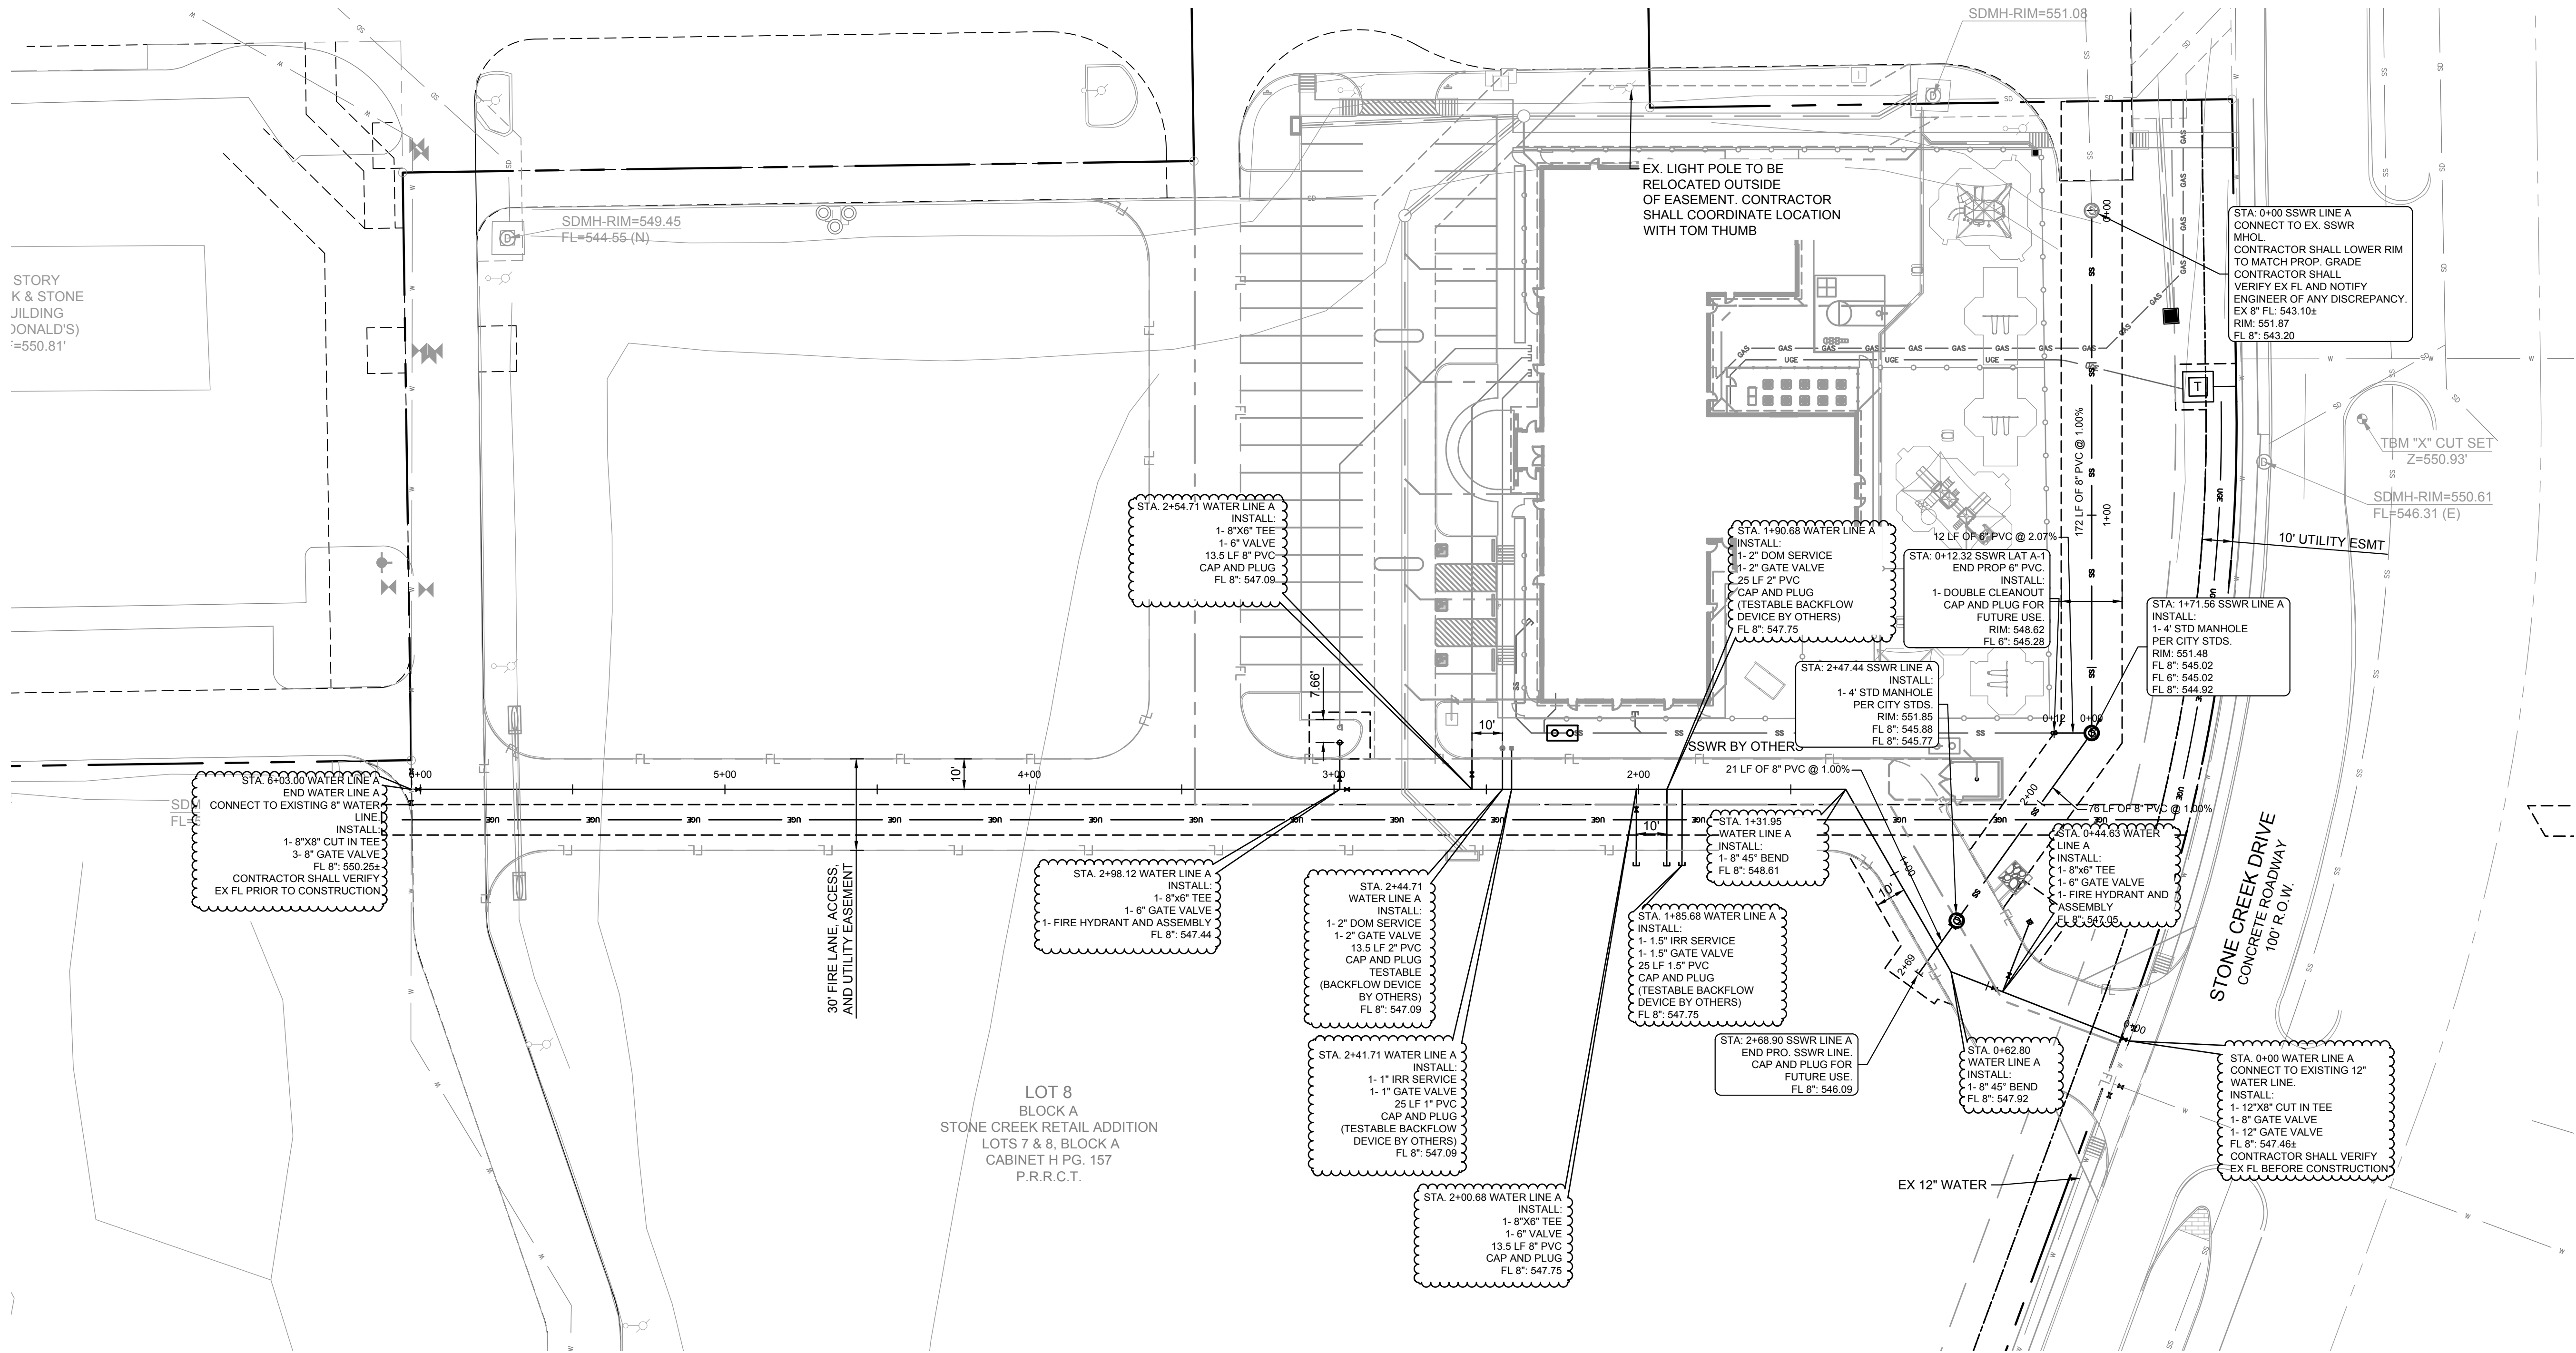 SDMH-RIM=551.08
SDMH-RIM=549.45
FL=544.55 (N)
EX. LIGHT POLE TO BE
RELOCATED OUTSIDE
OF EASEMENT. CONTRACTOR
SHALL COORDINATE LOCATION
WITH TOM THUMB
STA: 0+00 SSWR LINE A
CONNECT TO EX. SSWR
MHOL.
CONTRACTOR SHALL LOWER RIM
TO MATCH PROP. GRADE
CONTRACTOR SHALL
VERIFY EX FL AND NOTIFY
ENGINEER OF ANY DISCREPANCY.
EX 8" FL: 543.10±
RIM: 551.87
FL 8": 543.20
0+00
STORY
K & STONE
UILDING
DONALD'S)
F=550.81'
GAS GAS GAS GAS GAS GAS GAS GAS GAS
UGE UGE UGE
T
TBM "X" CUT SET
Z=550.93'
SDMH-RIM=550.61
FL=546.31 (E)
10' UTILITY ESMT
172 LF OF 8" PVC @ 1.00%
1+00
STA. 2+54.71 WATER LINE A
INSTALL:
1- 8"X6" TEE
1- 6" VALVE
13.5 LF 8" PVC
CAP AND PLUG
FL 8": 547.09
STA. 1+90.68 WATER LINE A
INSTALL:
1- 2" DOM SERVICE
1- 2" GATE VALVE
25 LF 2" PVC
CAP AND PLUG
(TESTABLE BACKFLOW
DEVICE BY OTHERS)
FL 8": 547.75
12 LF OF 6" PVC @ 2.07%
STA: 0+12.32 SSWR LAT A-1
END PROP 6" PVC.
INSTALL:
1- DOUBLE CLEANOUT
CAP AND PLUG FOR
FUTURE USE.
RIM: 548.62
FL 6": 545.28
STA: 1+71.56 SSWR LINE A
INSTALL:
1- 4' STD MANHOLE
PER CITY STDS.
RIM: 551.48
FL 8": 545.02
FL 6": 545.02
FL 8": 544.92
STA: 2+47.44 SSWR LINE A
INSTALL:
1- 4' STD MANHOLE
PER CITY STDS.
RIM: 551.85
FL 8": 545.88
FL 8": 545.77
7.66'
10'
0+12 0+00
SSWR BY OTHERS
21 LF OF 8" PVC @ 1.00%
10'
5+00 4+00 3+00 2+00
STA. 6+03.00 WATER LINE A
END WATER LINE A
CONNECT TO EXISTING 8" WATER
LINE.
INSTALL:
1- 8"X8" CUT IN TEE
3- 8" GATE VALVE
FL 8": 550.25±
CONTRACTOR SHALL VERIFY
EX FL PRIOR TO CONSTRUCTION
2+00
76 LF OF 8" PVC @ 1.00%
10'
STA. 1+31.95
WATER LINE A
INSTALL:
1- 8" 45° BEND
FL 8": 548.61
STA. 0+44.63 WATER
LINE A
INSTALL:
1- 8"x6" TEE
1- 6" GATE VALVE
1- FIRE HYDRANT AND
ASSEMBLY
FL 8": 547.05
30' FIRE LANE, ACCESS,
AND UTILITY EASEMENT
STA. 2+98.12 WATER LINE A
INSTALL:
1- 8"x6" TEE
1- 6" GATE VALVE
1- FIRE HYDRANT AND ASSEMBLY
FL 8": 547.44
STA. 2+44.71
WATER LINE A
INSTALL:
1- 2" DOM SERVICE
1- 2" GATE VALVE
13.5 LF 2" PVC
CAP AND PLUG
TESTABLE
(BACKFLOW DEVICE
BY OTHERS)
FL 8": 547.09
STA. 1+85.68 WATER LINE A
INSTALL:
1- 1.5" IRR SERVICE
1- 1.5" GATE VALVE
25 LF 1.5" PVC
CAP AND PLUG
(TESTABLE BACKFLOW
DEVICE BY OTHERS)
FL 8": 547.75
1+00
10'
2+69
STONE CREEK DRIVE
CONCRETE ROADWAY
100' R.O.W.
STA. 2+41.71 WATER LINE A
INSTALL:
1- 1" IRR SERVICE
1- 1" GATE VALVE
25 LF 1" PVC
CAP AND PLUG
(TESTABLE BACKFLOW
DEVICE BY OTHERS)
FL 8": 547.09
STA: 2+68.90 SSWR LINE A
END PRO. SSWR LINE.
CAP AND PLUG FOR
FUTURE USE.
FL 8": 546.09
STA. 0+62.80
WATER LINE A
INSTALL:
1- 8" 45° BEND
FL 8": 547.92
0+00
STA. 0+00 WATER LINE A
CONNECT TO EXISTING 12"
WATER LINE.
INSTALL:
1- 12"X8" CUT IN TEE
1- 8" GATE VALVE
1- 12" GATE VALVE
FL 8": 547.46±
CONTRACTOR SHALL VERIFY
EX FL BEFORE CONSTRUCTION
LOT 8
BLOCK A
STONE CREEK RETAIL ADDITION
LOTS 7 & 8, BLOCK A
CABINET H PG. 157
P.R.R.C.T.
STA. 2+00.68 WATER LINE A
INSTALL:
1- 8"X6" TEE
1- 6" VALVE
13.5 LF 8" PVC
CAP AND PLUG
FL 8": 547.75
EX 12" WATER